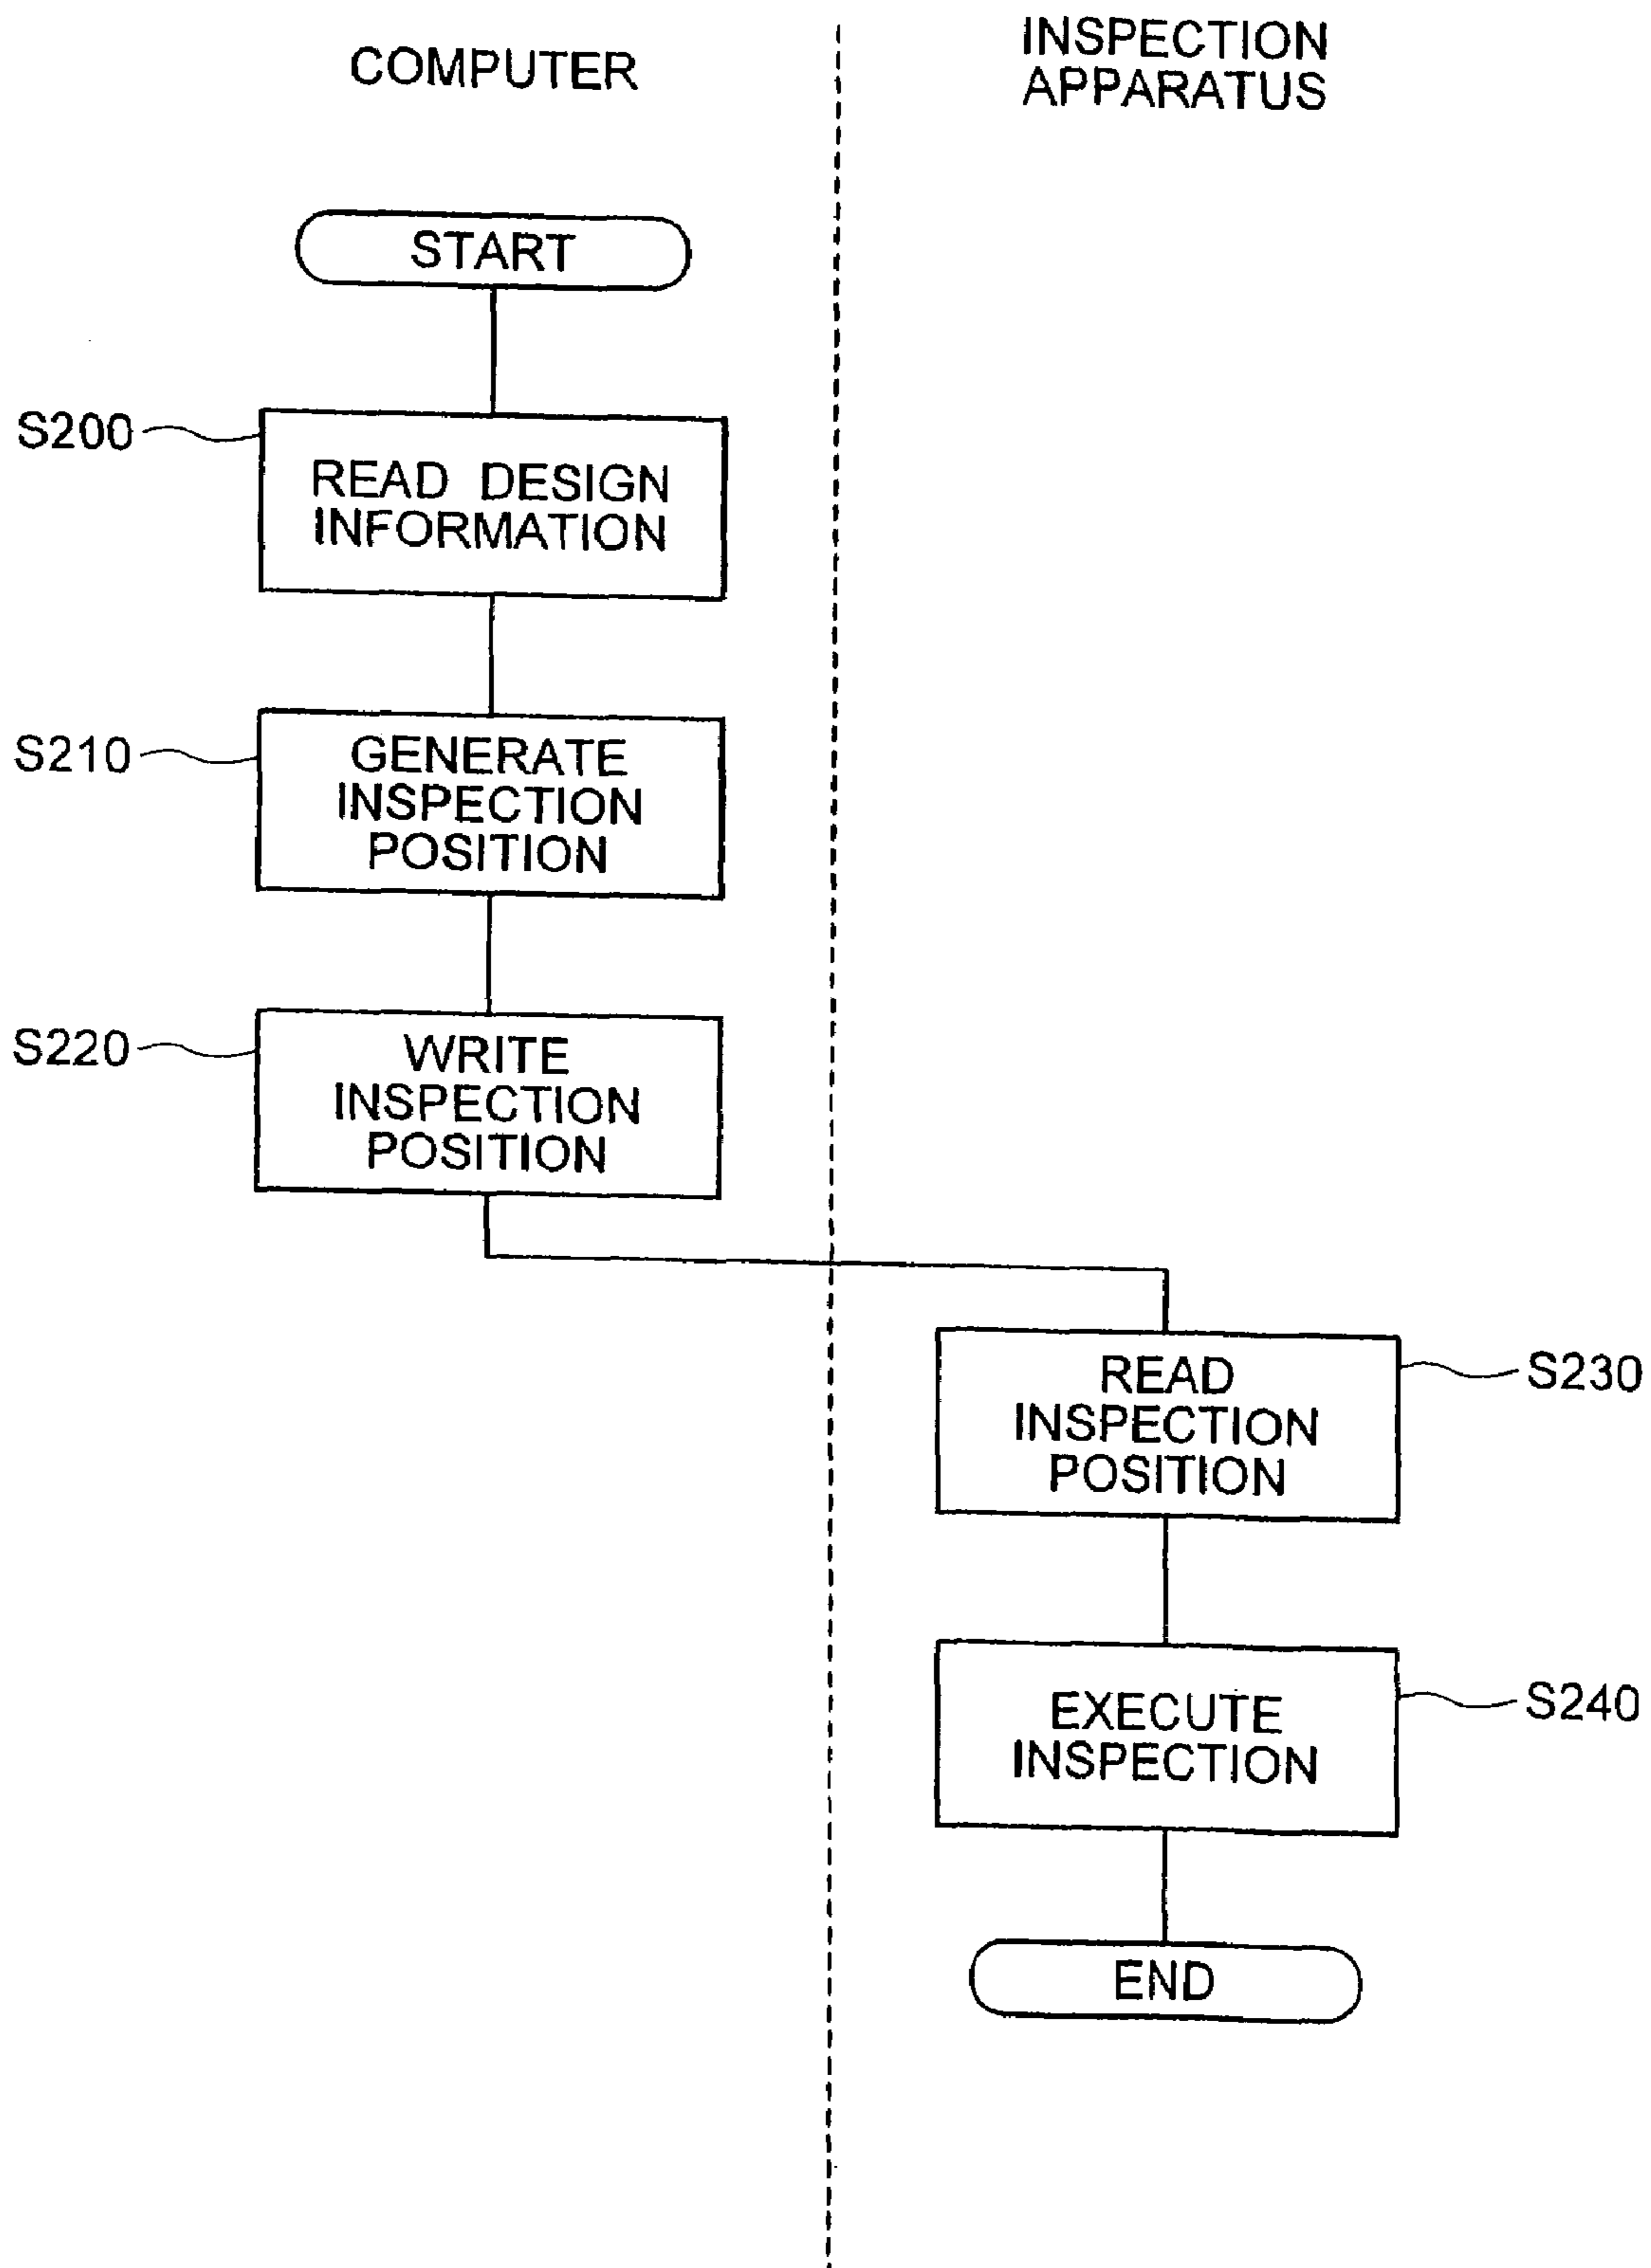 COMPUTER
INSPECTION
APPARATUS
START
S200
READ DESIGN
INFORMATION
S210
GENERATE
INSPECTION
POSITION
S220
WRITE
INSPECTION
POSITION
READ
INSPECTION
POSITION
S230
EXECUTE
INSPECTION
S240
END